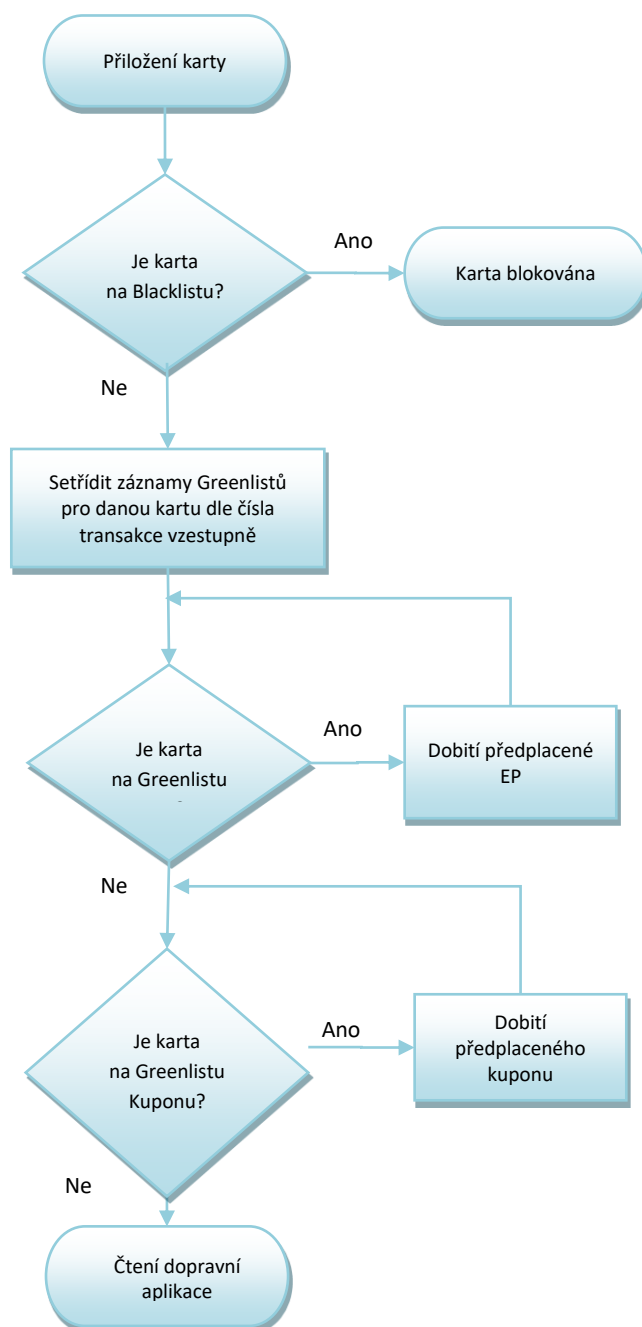 Přiložení karty
Je karta
na Blacklistu?
Ano
Karta blokována
Ne
Setřídit záznamy Greenlistů
pro danou kartu dle čísla
transakce vzestupně
Je karta
na Greenlistu
Ano
Dobití předplacené
EP
Ne
Je karta
na Greenlistu
Kuponu?
Ano
Dobití
předplaceného
kuponu
Ne
Čtení dopravní
aplikace